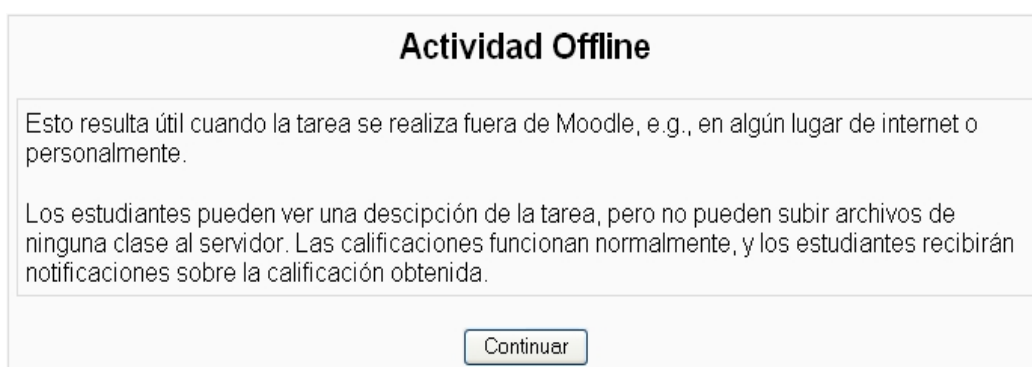 Actividad Offline
Esto resulta útil cuando la tarea se realiza fuera de Moodle, e.g., en algún lugar de internet o
personalmente.
Los estudiantes pueden ver una descipción de la tarea, pero no pueden subir archivos de
ninguna clase al servidor. Las calificaciones funcionan normalmente, y los estudiantes recibirán
notificaciones sobre la calificación obtenida.
Continuar